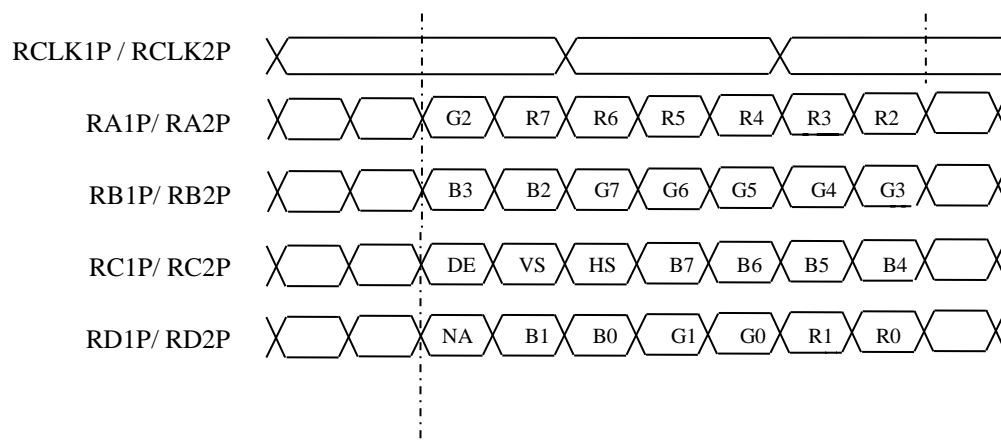 RCLK1P / RCLK2P
RA1P/ RA2P G2 R7 R6 R5 R4 R3 R2
RB1P/ RB2P B3 B2 G7 G6 G5 G4 G3
RC1P/ RC2P DE VS HS B7 B6 B5 B4
RD1P/ RD2P NA B1 B0 G1 G0 R1 R0